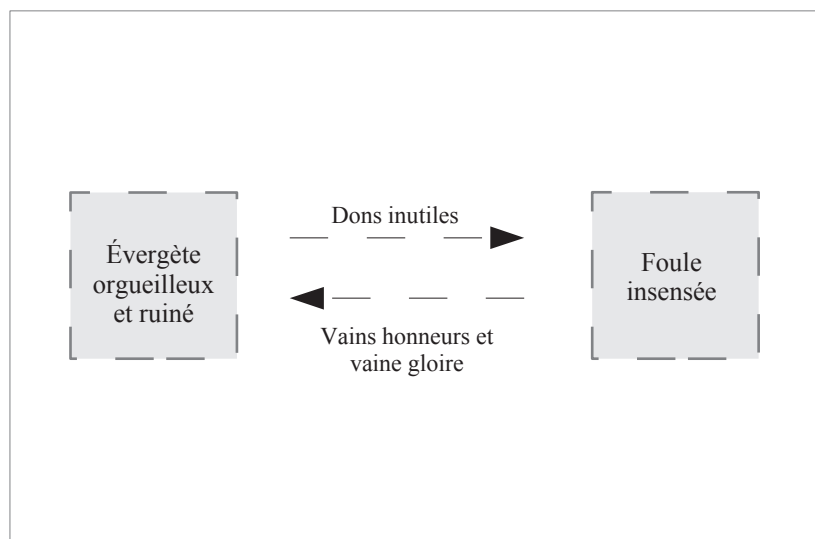 Dons inutiles
Évergète
orgueilleux
et ruiné
Foule
insensée
Vains honneurs et
vaine gloire